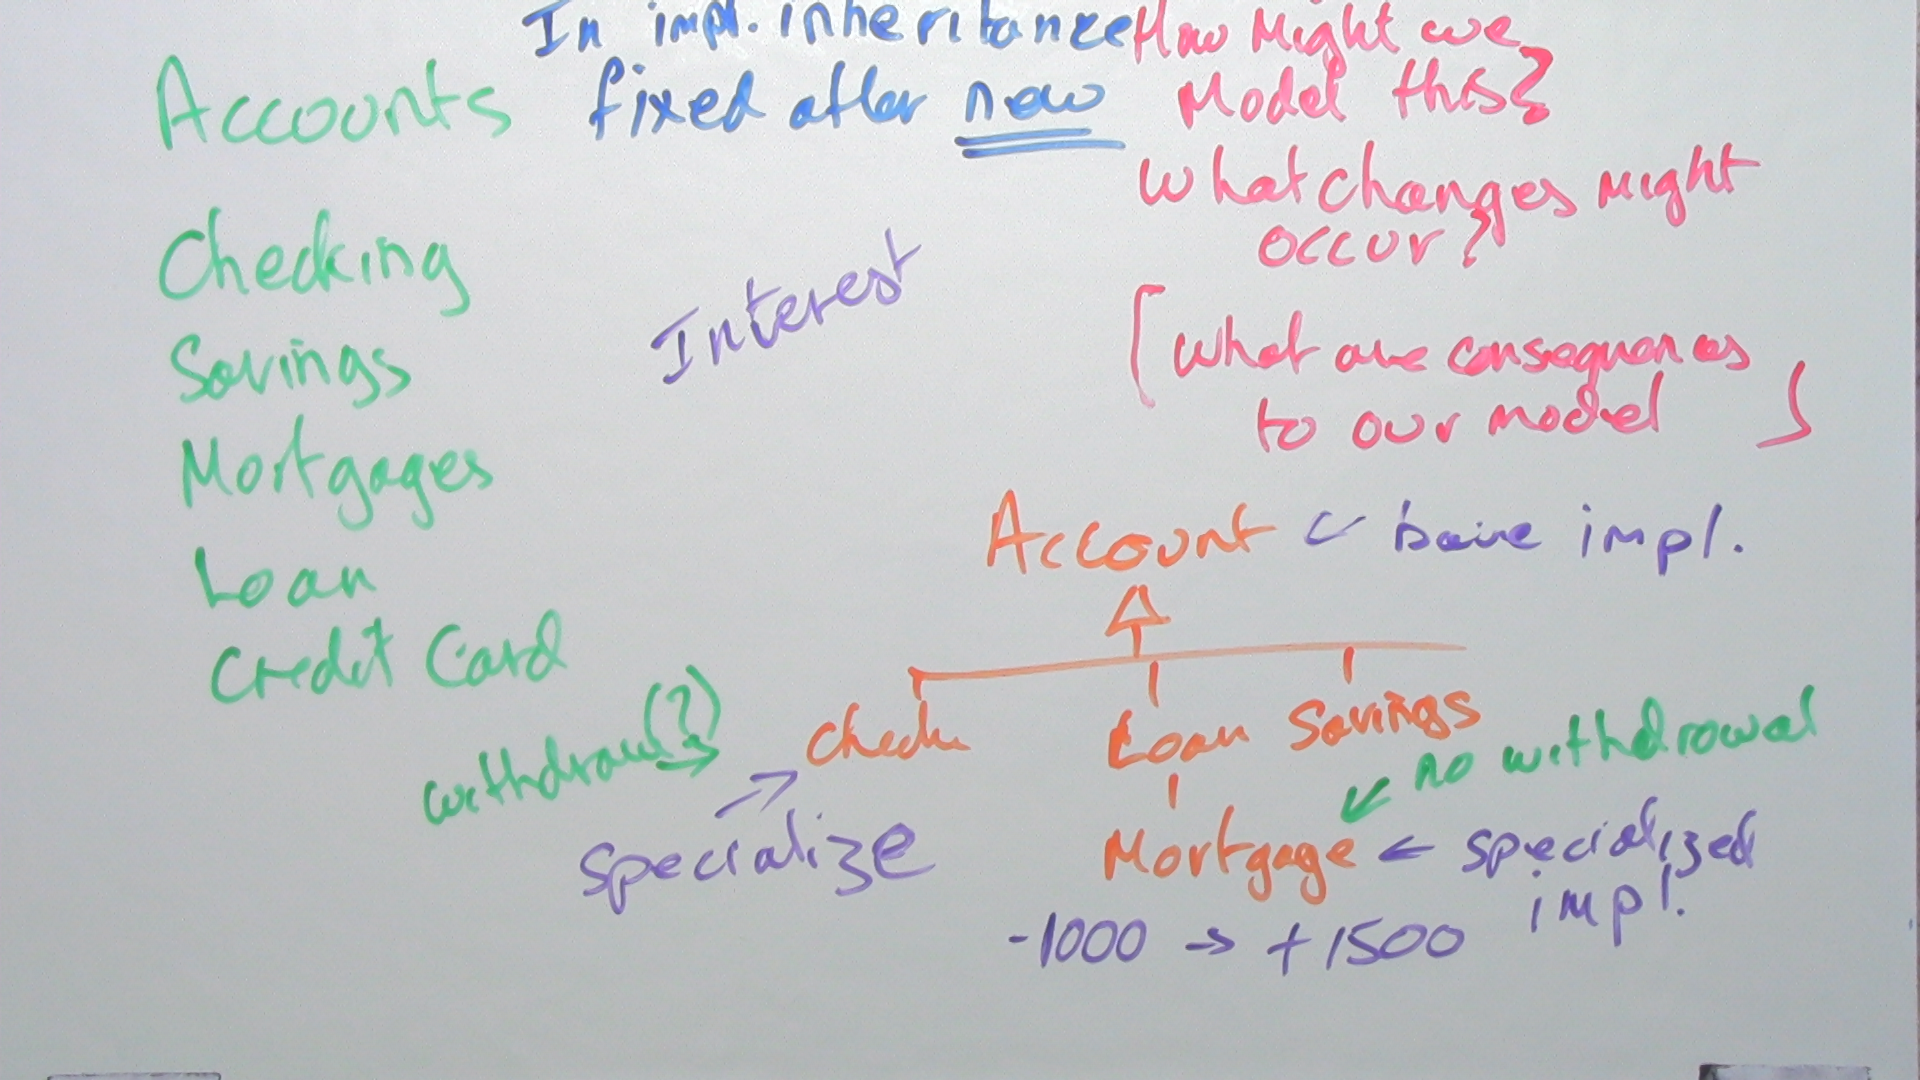 In impl. inheritance
fixed after new
How Might we
Model this?
What changes Might
occur?
[What are consequences
to our model]
Accounts
Checking
Savings
Mortgages
Loan
Credit Card
Interest
Account ← base impl.
withdraw(?) →
Check
Loan Savings
no withdrawal
specialize
Mortgage ← specialized
impl.
-1000 → +1500